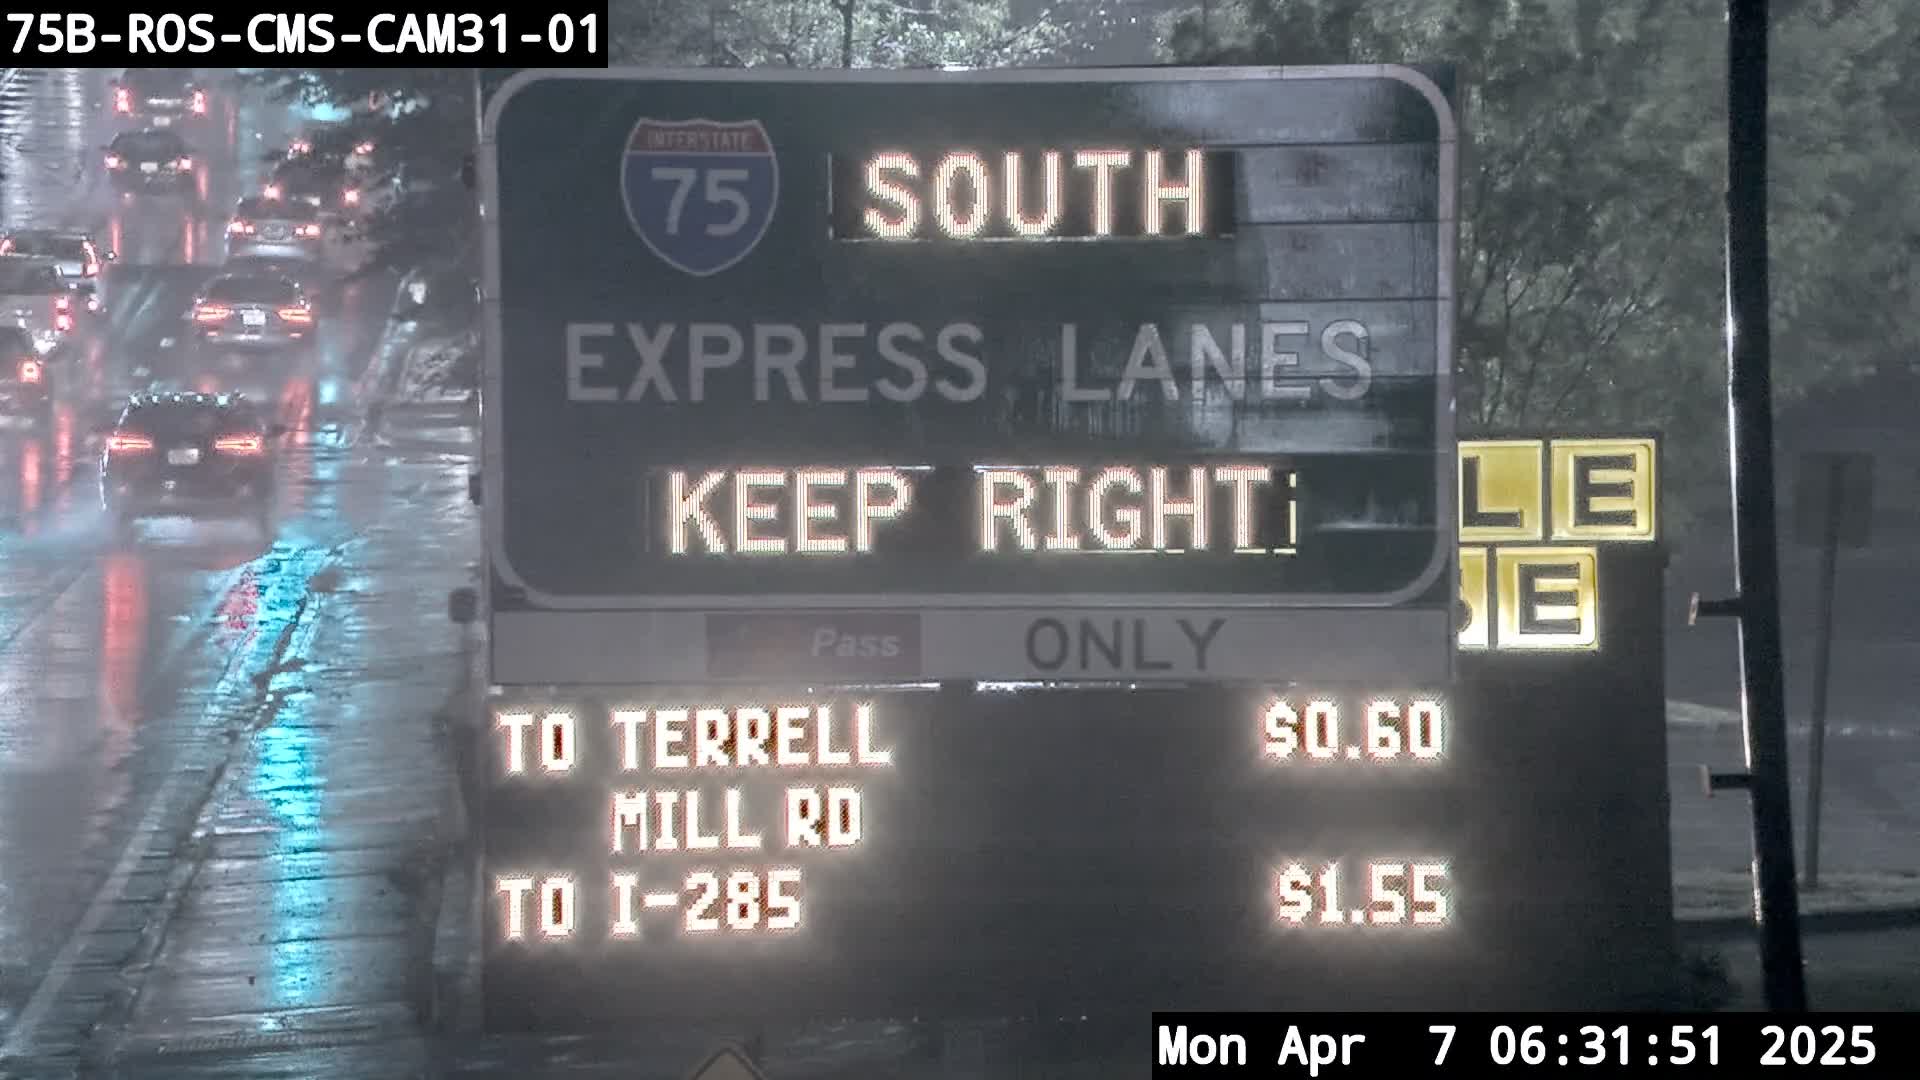 75B-ROS-CMS-CAM31-01
INTERSTATE
75
SOUTH
EXPRESS LANES
KEEP RIGHT
LE
E
Pass ONLY
TO TERRELL $0.60
MILL RD
TO I-285 $1.55
Mon Apr 7 06:31:51 2025